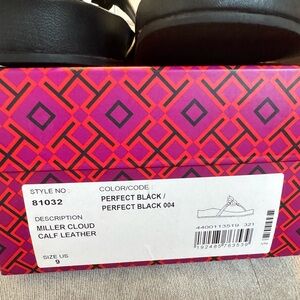 STYLE NO :
81032
COLOR/CODE :
PERFECT BLACK /
PERFECT BLACK 004
DESCRIPTION
MILLER CLOUD
CALF LEATHER
SIZE US
9